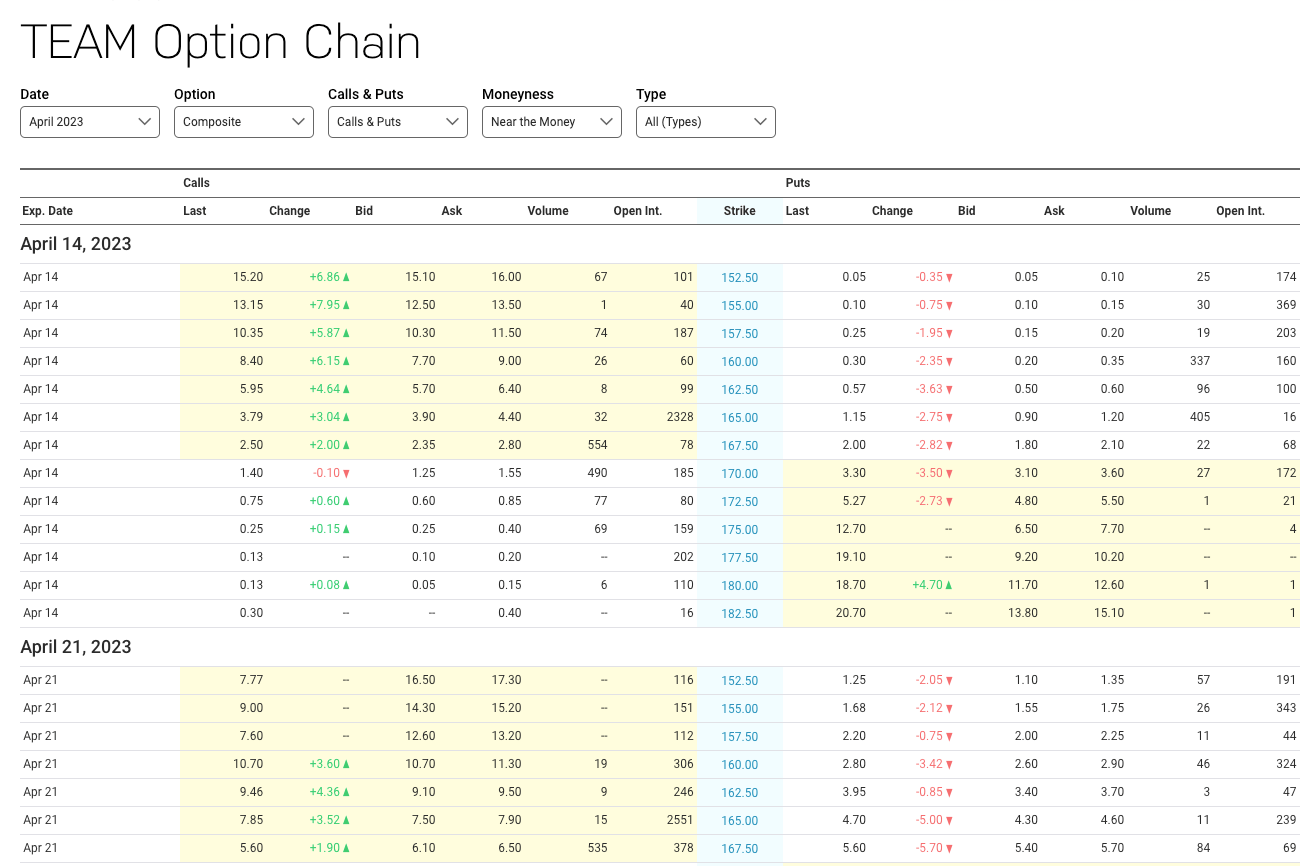 TEAM Option Chain
Date Option Calls & Puts Moneyness Type
April 2023 Composite Calls & Puts Near the Money All (Types)
Calls Puts
Exp. Date Last Change Bid Ask Volume Open Int. Strike Last Change Bid Ask Volume Open Int.
April 14, 2023
Apr 14 15.20 +6.86 ▲ 15.10 16.00 67 101 152.50 0.05 -0.35 ▼ 0.05 0.10 25 174
Apr 14 13.15 +7.95 ▲ 12.50 13.50 1 40 155.00 0.10 -0.75 ▼ 0.10 0.15 30 369
Apr 14 10.35 +5.87 ▲ 10.30 11.50 74 187 157.50 0.25 -1.95 ▼ 0.15 0.20 19 203
Apr 14 8.40 +6.15 ▲ 7.70 9.00 26 60 160.00 0.30 -2.35 ▼ 0.20 0.35 337 160
Apr 14 5.95 +4.64 ▲ 5.70 6.40 8 99 162.50 0.57 -3.63 ▼ 0.50 0.60 96 100
Apr 14 3.79 +3.04 ▲ 3.90 4.40 32 2328 165.00 1.15 -2.75 ▼ 0.90 1.20 405 16
Apr 14 2.50 +2.00 ▲ 2.35 2.80 554 78 167.50 2.00 -2.82 ▼ 1.80 2.10 22 68
Apr 14 1.40 -0.10 ▼ 1.25 1.55 490 185 170.00 3.30 -3.50 ▼ 3.10 3.60 27 172
Apr 14 0.75 +0.60 ▲ 0.60 0.85 77 80 172.50 5.27 -2.73 ▼ 4.80 5.50 1 21
Apr 14 0.25 +0.15 ▲ 0.25 0.40 69 159 175.00 12.70 -- 6.50 7.70 -- 4
Apr 14 0.13 -- 0.10 0.20 -- 202 177.50 19.10 -- 9.20 10.20 -- --
Apr 14 0.13 +0.08 ▲ 0.05 0.15 6 110 180.00 18.70 +4.70 ▲ 11.70 12.60 1 1
Apr 14 0.30 -- -- 0.40 -- 16 182.50 20.70 -- 13.80 15.10 -- 1
April 21, 2023
Apr 21 7.77 -- 16.50 17.30 -- 116 152.50 1.25 -2.05 ▼ 1.10 1.35 57 191
Apr 21 9.00 -- 14.30 15.20 -- 151 155.00 1.68 -2.12 ▼ 1.55 1.75 26 343
Apr 21 7.60 -- 12.60 13.20 -- 112 157.50 2.20 -0.75 ▼ 2.00 2.25 11 44
Apr 21 10.70 +3.60 ▲ 10.70 11.30 19 306 160.00 2.80 -3.42 ▼ 2.60 2.90 46 324
Apr 21 9.46 +4.36 ▲ 9.10 9.50 9 246 162.50 3.95 -0.85 ▼ 3.40 3.70 3 47
Apr 21 7.85 +3.52 ▲ 7.50 7.90 15 2551 165.00 4.70 -5.00 ▼ 4.30 4.60 11 239
Apr 21 5.60 +1.90 ▲ 6.10 6.50 535 378 167.50 5.60 -5.70 ▼ 5.40 5.70 84 69